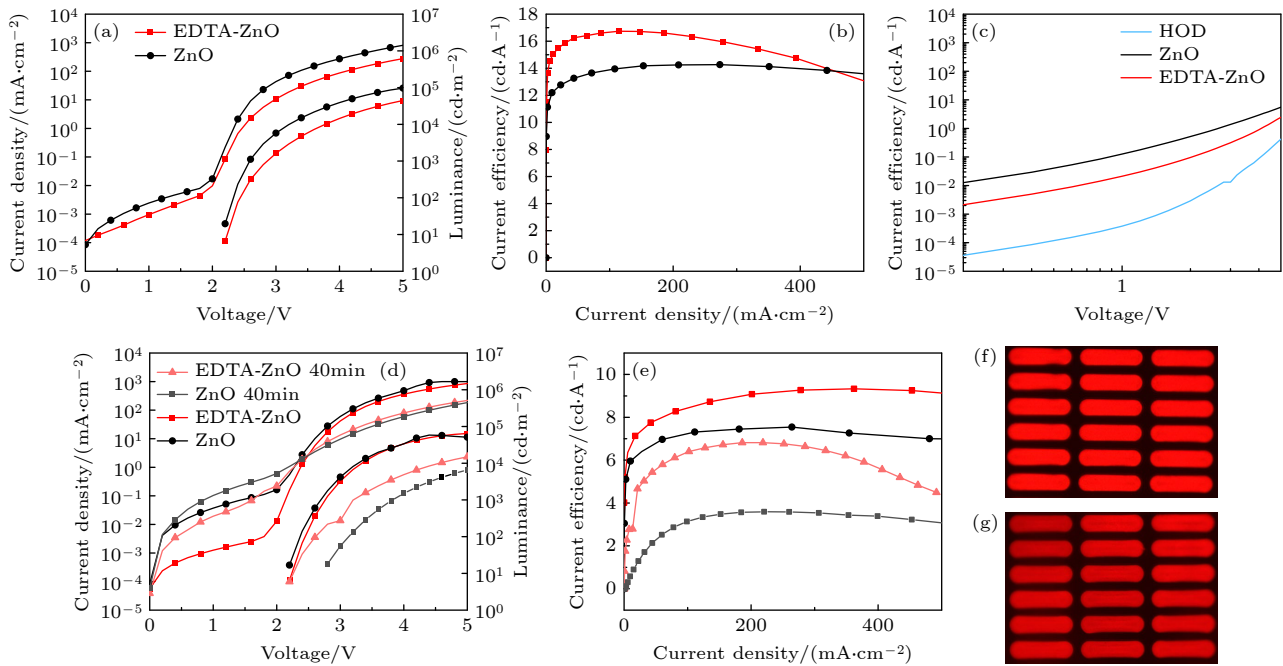 (a)
EDTA-ZnO
ZnO
10⁴
10³
10²
10¹
10⁰
10⁻¹
10⁻²
10⁻³
10⁻⁴
10⁻⁵
Current density/(mA·cm⁻²)
0 1 2 3 4 5
Voltage/V
10⁷
10⁶
10⁵
10⁴
10³
10²
10¹
10⁰
Luminance/(cd·m⁻²)
(b)
18
16
14
12
10
8
6
4
2
0
Current efficiency/(cd·A⁻¹)
0 200 400
Current density/(mA·cm⁻²)
(c)
HOD
ZnO
EDTA-ZnO
10⁴
10³
10²
10¹
10⁰
10⁻¹
10⁻²
10⁻³
10⁻⁴
10⁻⁵
Current efficiency/(cd·A⁻¹)
1
Voltage/V
(d)
EDTA-ZnO 40min
ZnO 40min
EDTA-ZnO
ZnO
10⁴
10³
10²
10¹
10⁰
10⁻¹
10⁻²
10⁻³
10⁻⁴
10⁻⁵
Current density/(mA·cm⁻²)
0 1 2 3 4 5
Voltage/V
10⁷
10⁶
10⁵
10⁴
10³
10²
10¹
10⁰
Luminance/(cd·m⁻²)
(e)
10
8
6
4
2
0
Current efficiency/(cd·A⁻¹)
0 200 400
Current density/(mA·cm⁻²)
(f)
(g)